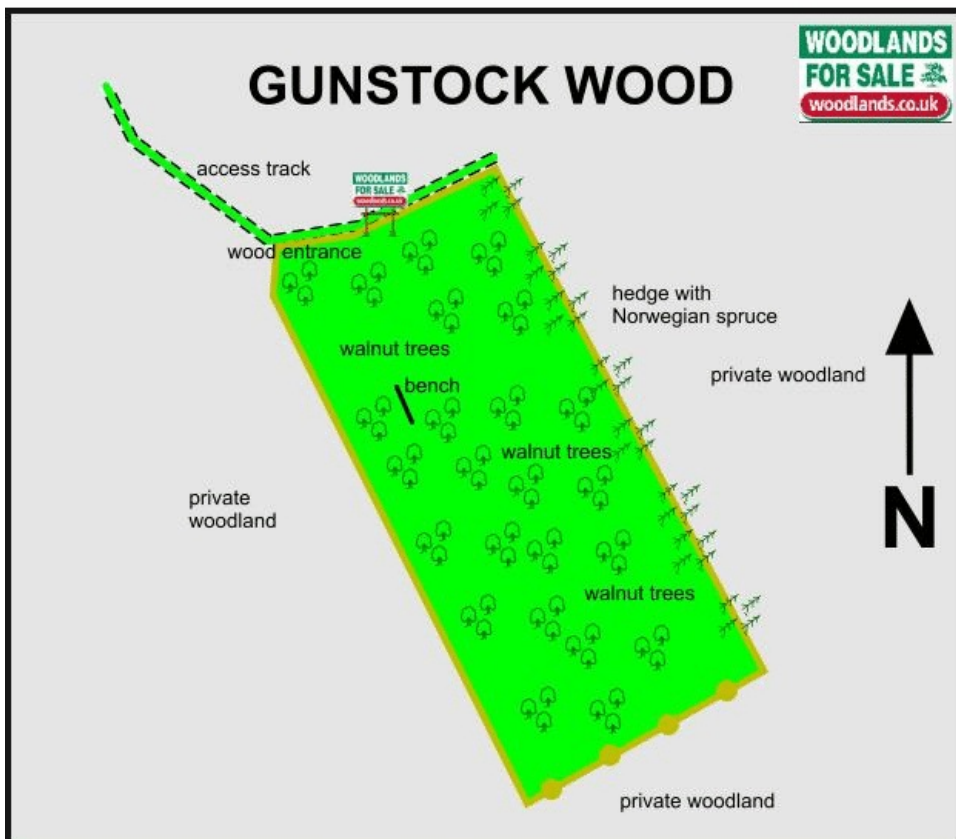 WOODLANDS
FOR SALE
woodlands.co.uk
GUNSTOCK WOOD
access track
WOODLANDS
FOR SALE
woodlands.co.uk
wood entrance
hedge with
Norwegian spruce
walnut trees
private woodland
bench
walnut trees
private
woodland
N
walnut trees
private woodland